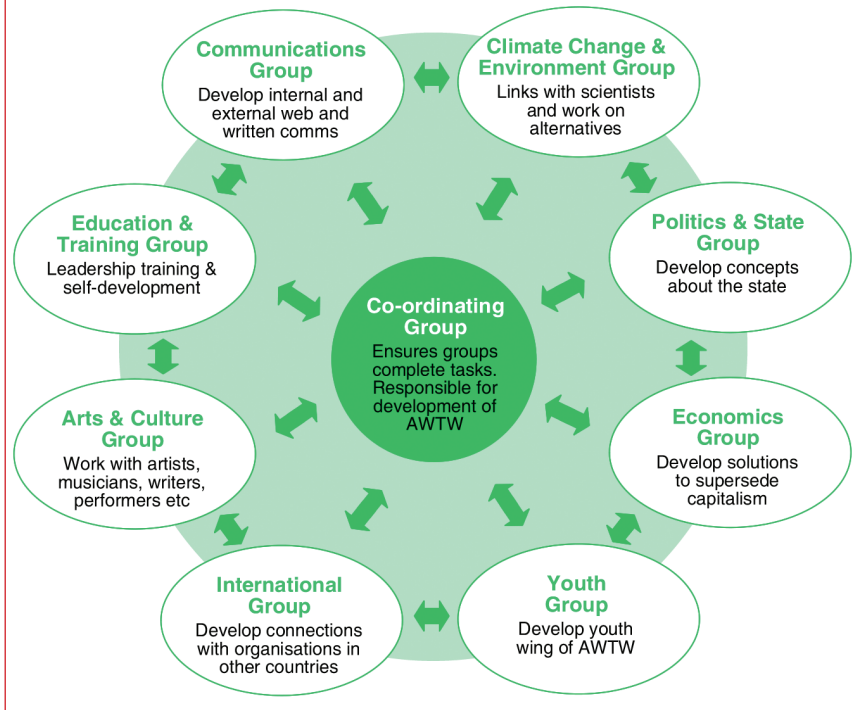 Communications
Group
Develop internal and
external web and
written comms
Climate Change &
Environment Group
Links with scientists
and work on
alternatives
Education &
Training Group
Leadership training &
self-development
Politics & State
Group
Develop concepts
about the state
Co-ordinating
Group
Ensures groups
complete tasks.
Responsible for
development of
AWTW
Arts & Culture
Group
Work with artists,
musicians, writers,
performers etc
Economics
Group
Develop solutions
to supersede
capitalism
International
Group
Develop connections
with organisations in
other countries
Youth
Group
Develop youth
wing of AWTW